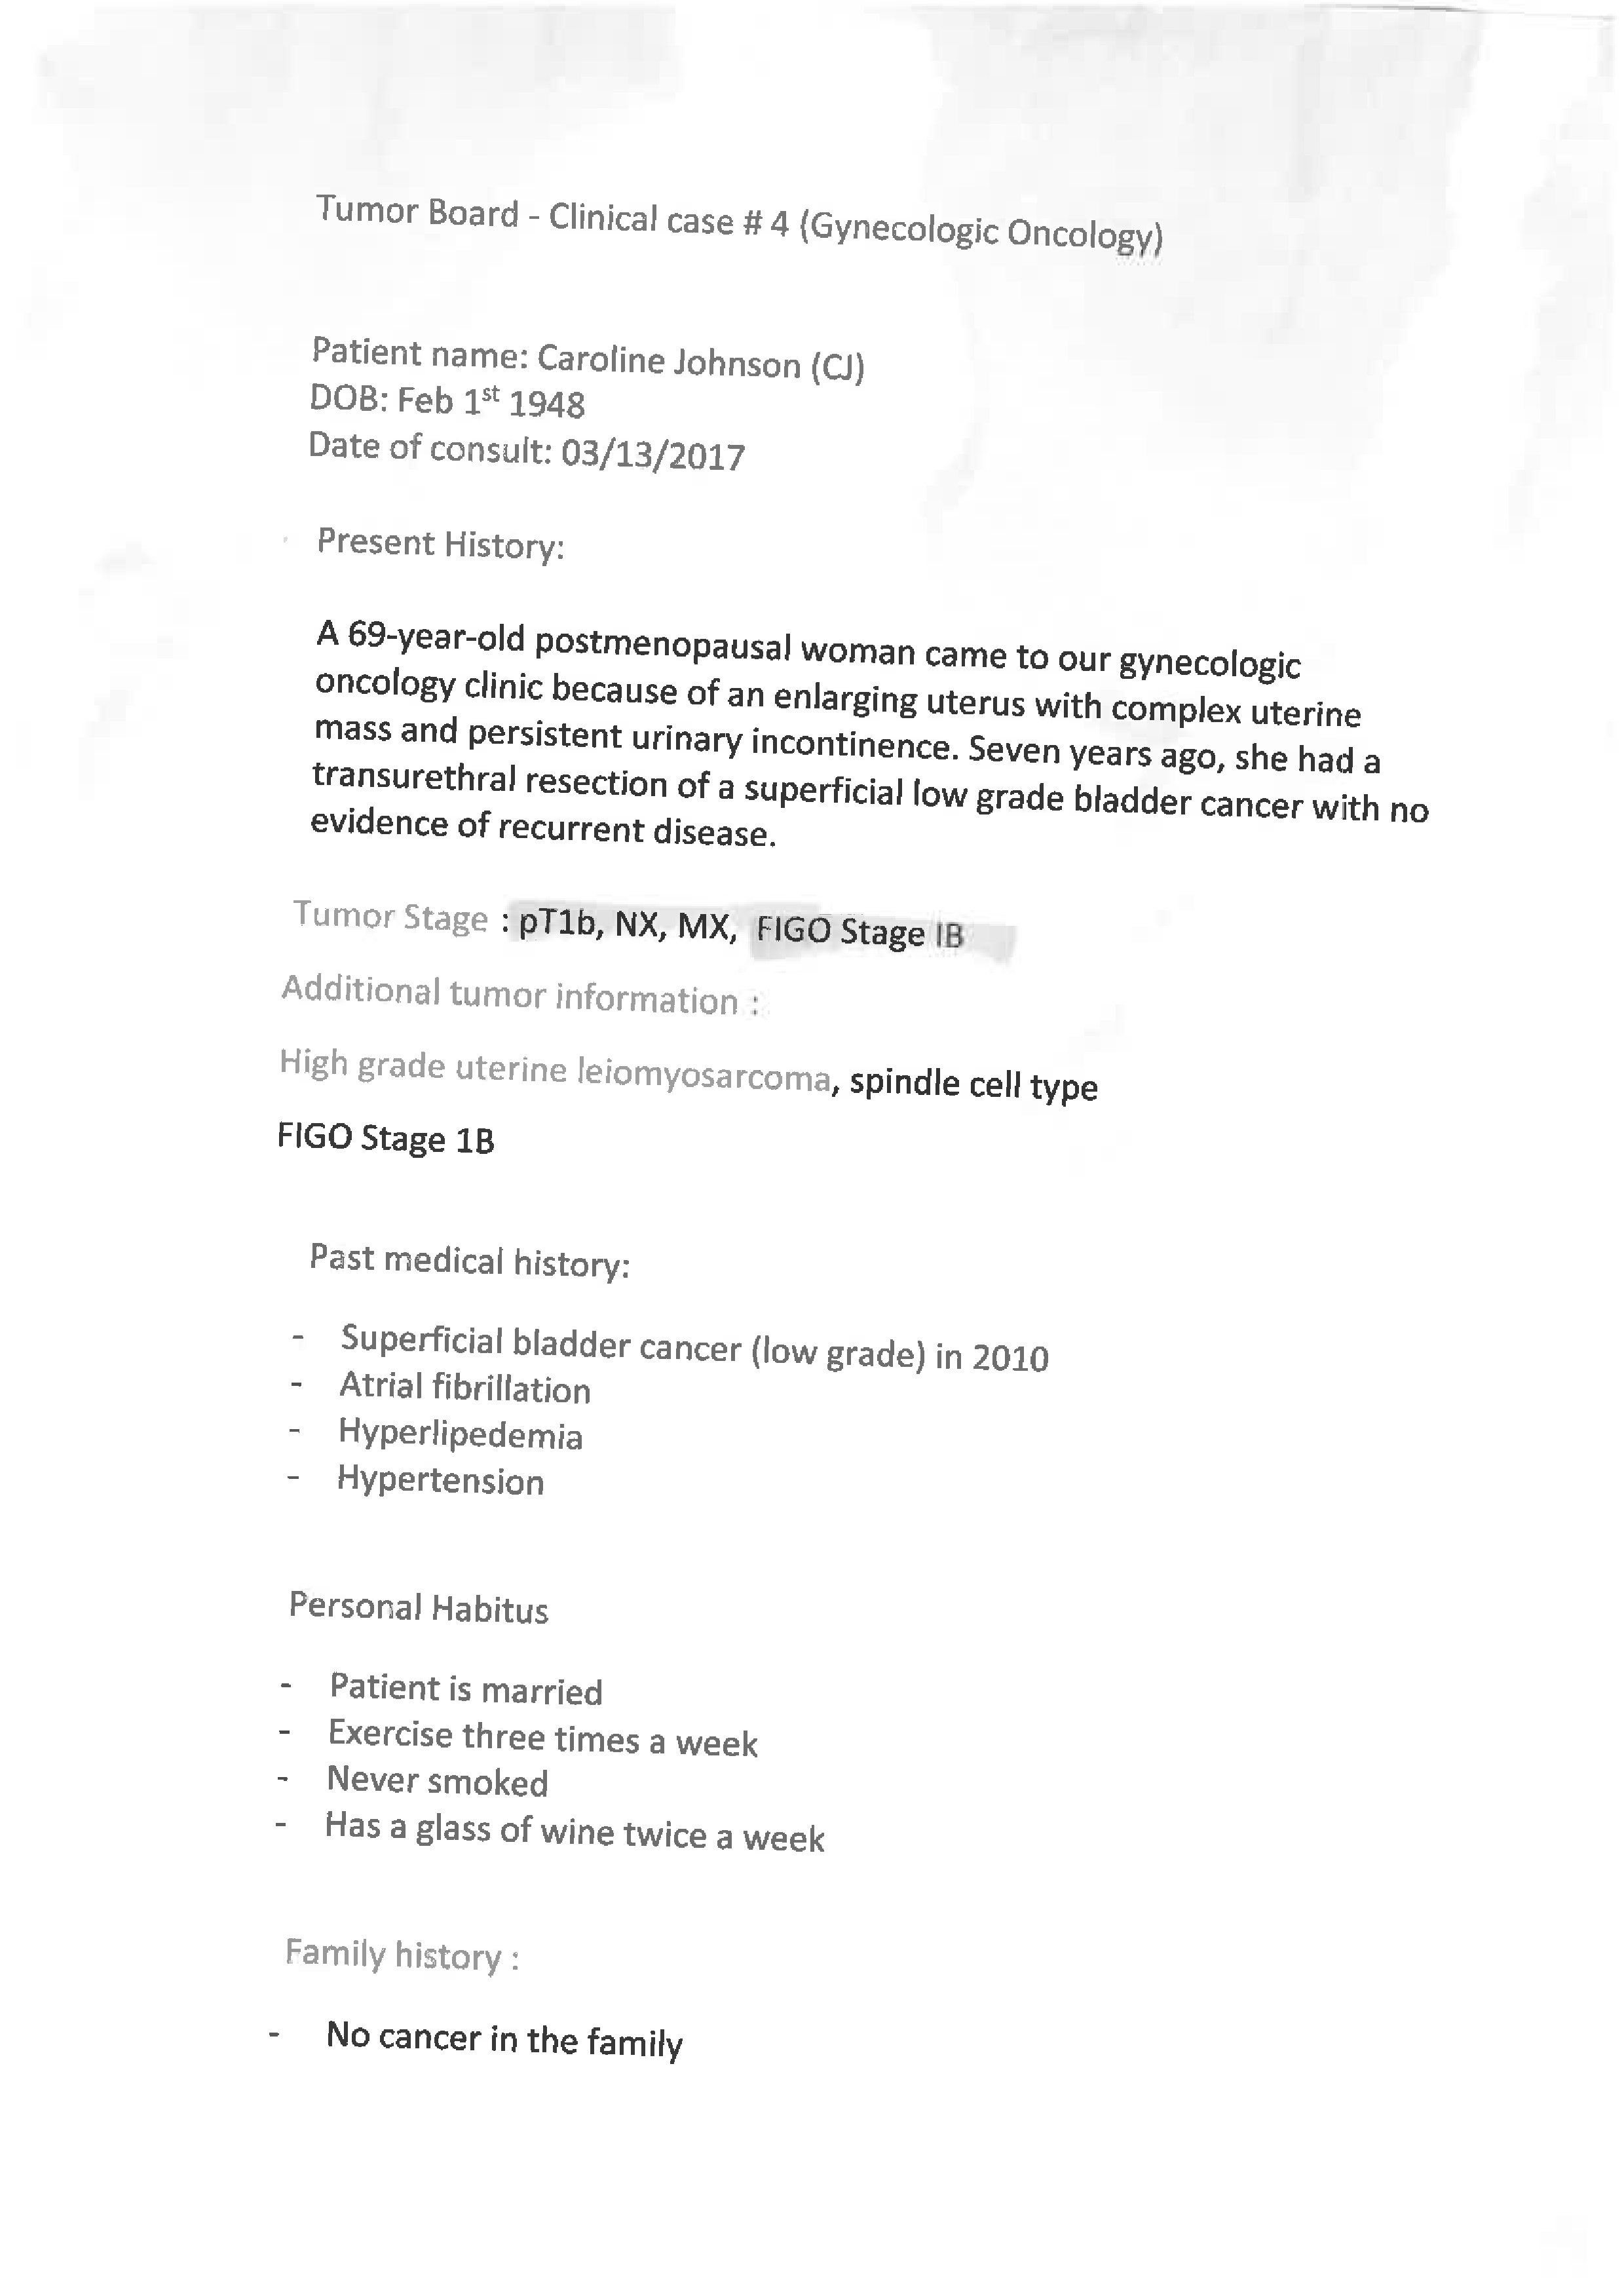 Tumor Board - Clinical case # 4 (Gynecologic Oncology)
Patient name: Caroline Johnson (CJ)
DOB: Feb 1st 1948
Date of consult: 03/13/2017
Present History:
A 69-year-old postmenopausal woman came to our gynecologic
oncology clinic because of an enlarging uterus with complex uterine
mass and persistent urinary incontinence. Seven years ago, she had a
transurethral resection of a superficial low grade bladder cancer with no
evidence of recurrent disease.
Tumor Stage : pT1b, NX, MX, FIGO Stage IB
Additional tumor information :
High grade uterine leiomyosarcoma, spindle cell type
FIGO Stage 1B
Past medical history:
- Superficial bladder cancer (low grade) in 2010
- Atrial fibrillation
- Hyperlipedemia
- Hypertension
Personal Habitus
- Patient is married
- Exercise three times a week
- Never smoked
- Has a glass of wine twice a week
Family history :
- No cancer in the family